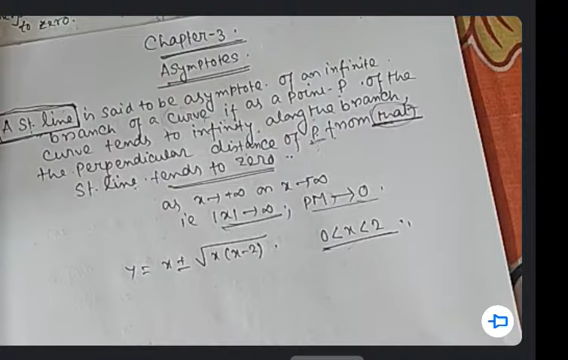 to zero.
Chapter-3.
Asymptotes.
A St. line is said to be asymptote of an infinite
branch of a curve if as a point-P of the
curve tends to infinity along the branch,
the perpendicular distance of P from that
St. line tends to zero.
as x→+∞ or x→-∞
ie |x|→∞, PM→0.
y = x ± √x(x-2). 0<x<2